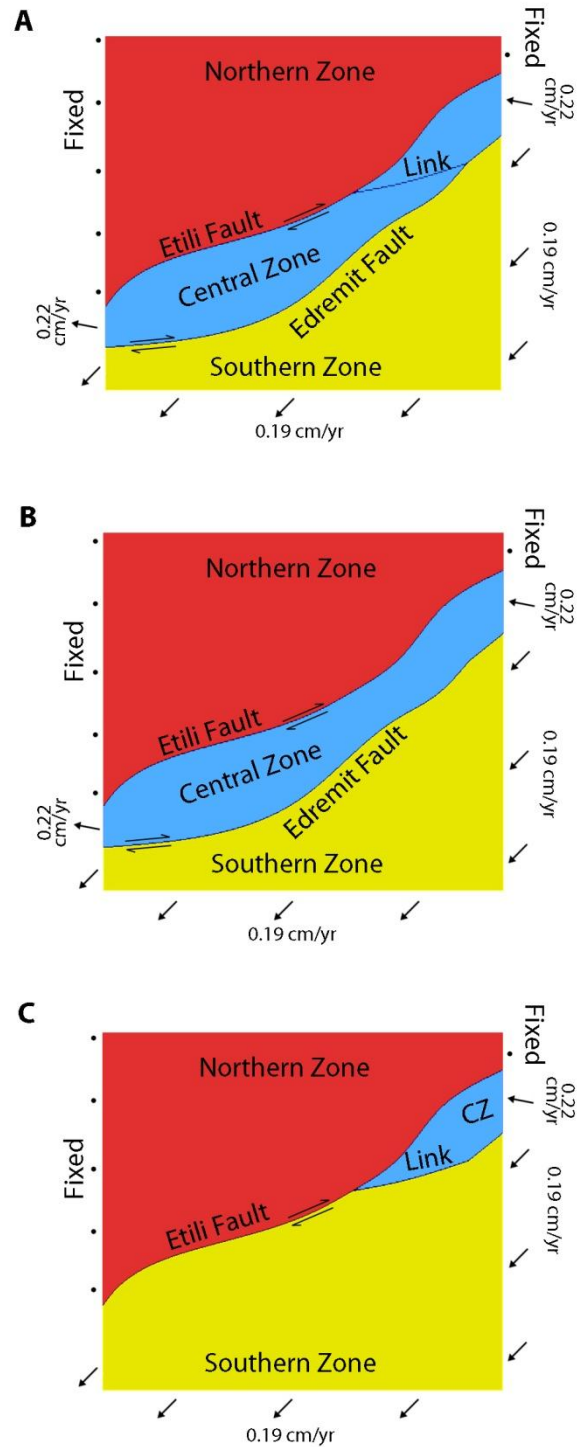 A
Northern Zone
Fixed
Fixed
0.22
cm/yr
Link
Etili Fault
Central Zone
Edremit Fault
0.19 cm/yr
0.22
cm/yr
Southern Zone
0.19 cm/yr
B
Northern Zone
Fixed
Fixed
0.22
cm/yr
Etili Fault
Central Zone
Edremit Fault
0.19 cm/yr
0.22
cm/yr
Southern Zone
0.19 cm/yr
C
Northern Zone
Fixed
Fixed
0.22
cm/yr
CZ
Link
Etili Fault
0.19 cm/yr
Southern Zone
0.19 cm/yr